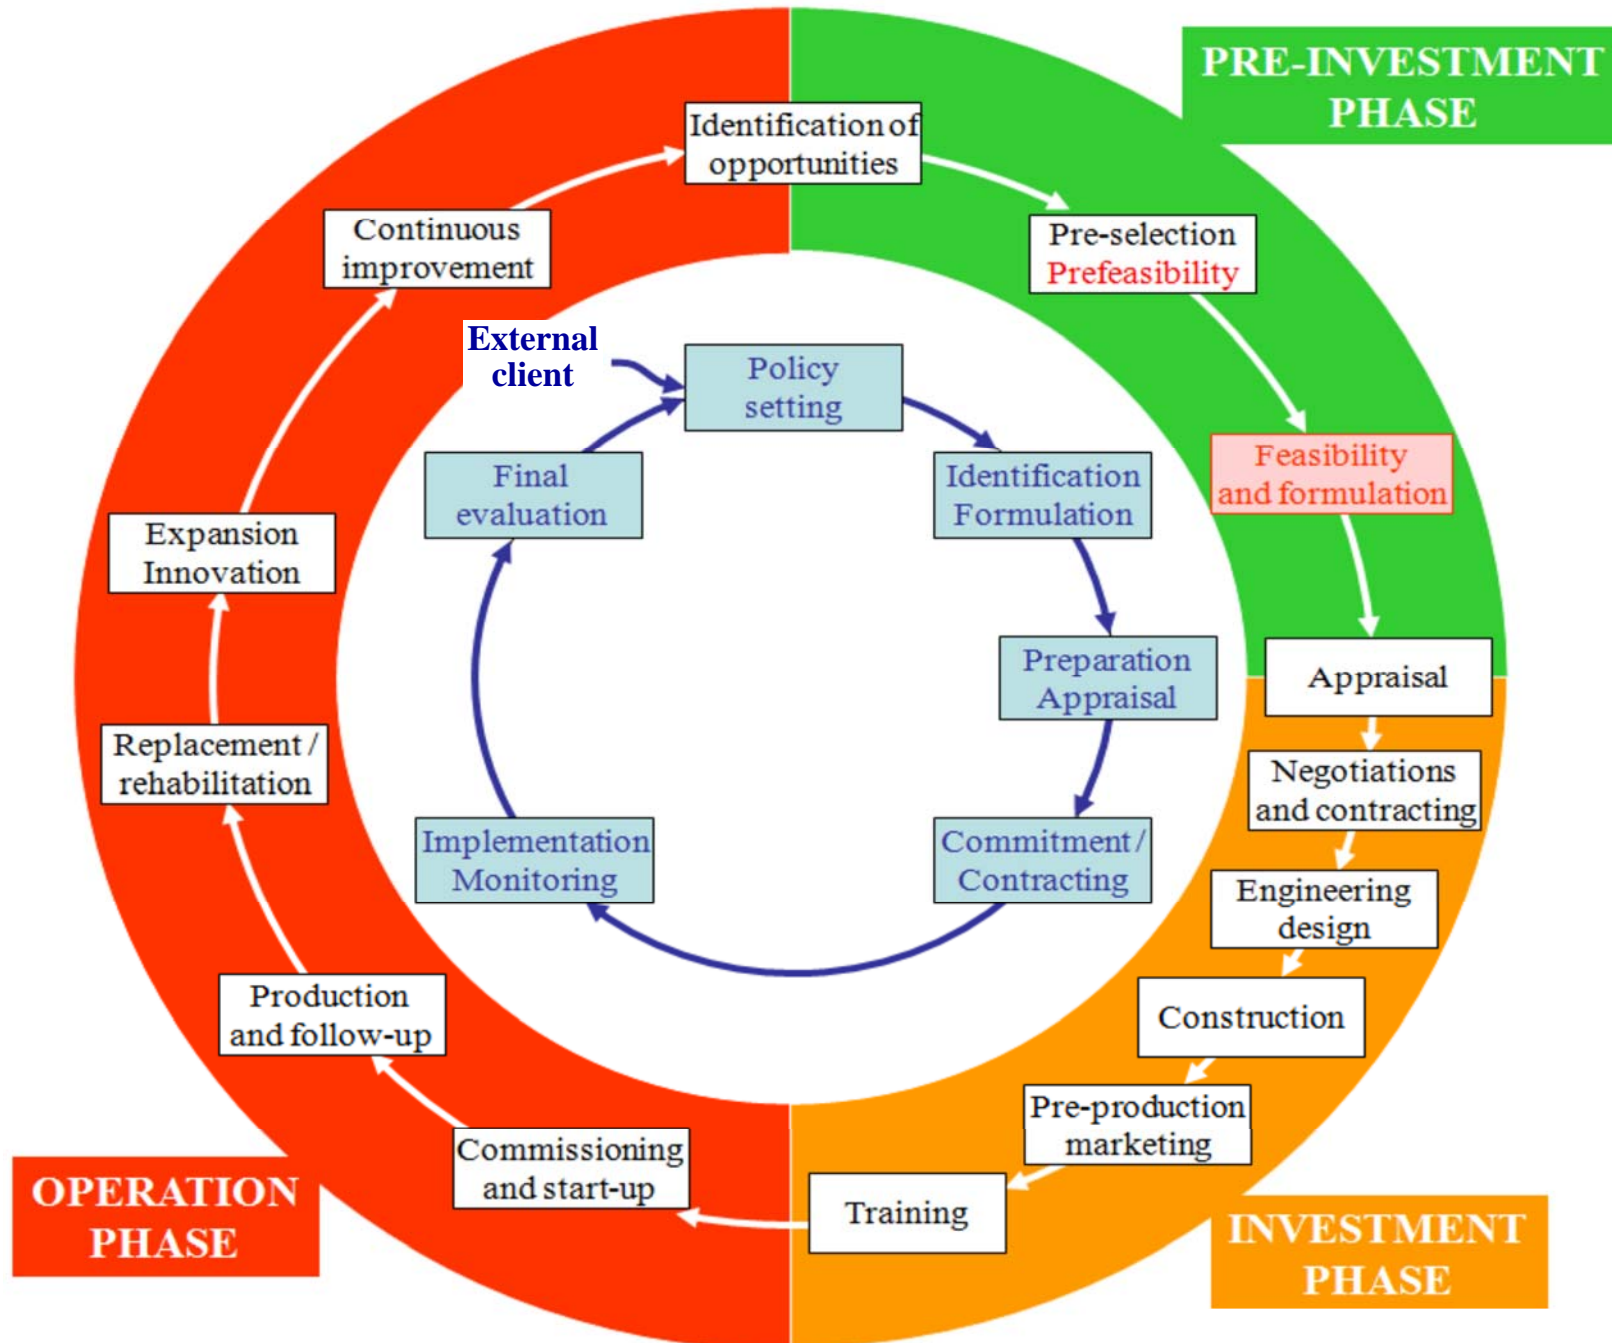 PRE-INVESTMENT
PHASE
Identification of
opportunities
Pre-selection
Prefeasibility
Feasibility
and formulation
Appraisal
Negotiations
and contracting
Engineering
design
Construction
Pre-production
marketing
Training
INVESTMENT
PHASE
Commissioning
and start-up
OPERATION
PHASE
Production
and follow-up
Replacement /
rehabilitation
Expansion
Innovation
Continuous
improvement
External
client
Policy
setting
Identification
Formulation
Preparation
Appraisal
Commitment /
Contracting
Implementation
Monitoring
Final
evaluation